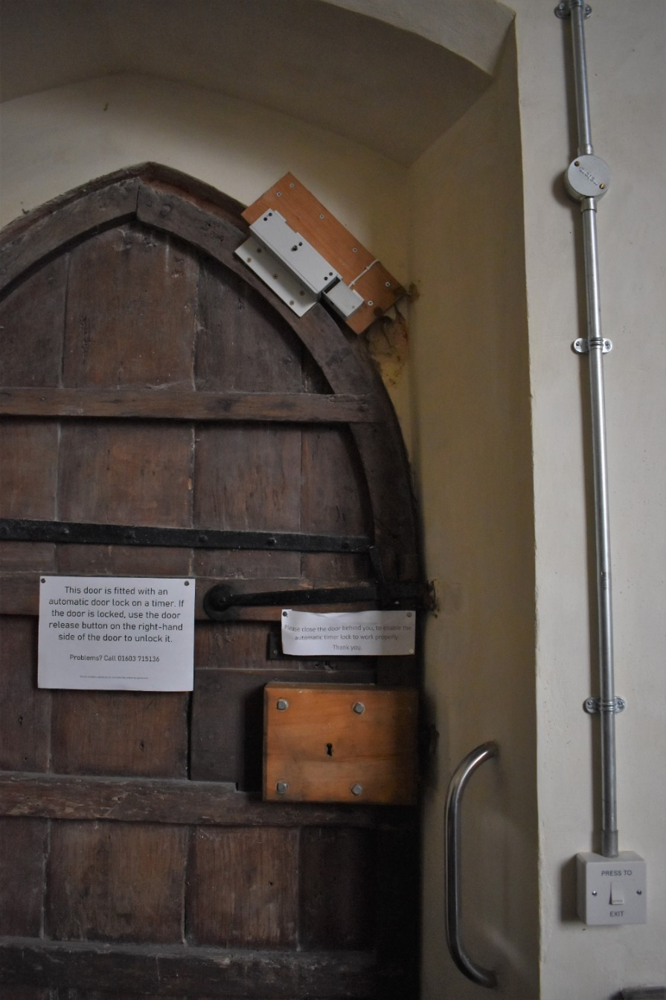 This door is fitted with an
automatic door lock on a timer. If
the door is locked, use the door
release button on the right-hand
side of the door to unlock it.
Problems? Call 01603 715136
Please close the door behind you, to enable the
automatic timer lock to work properly.
Thank you.
PRESS TO
EXIT